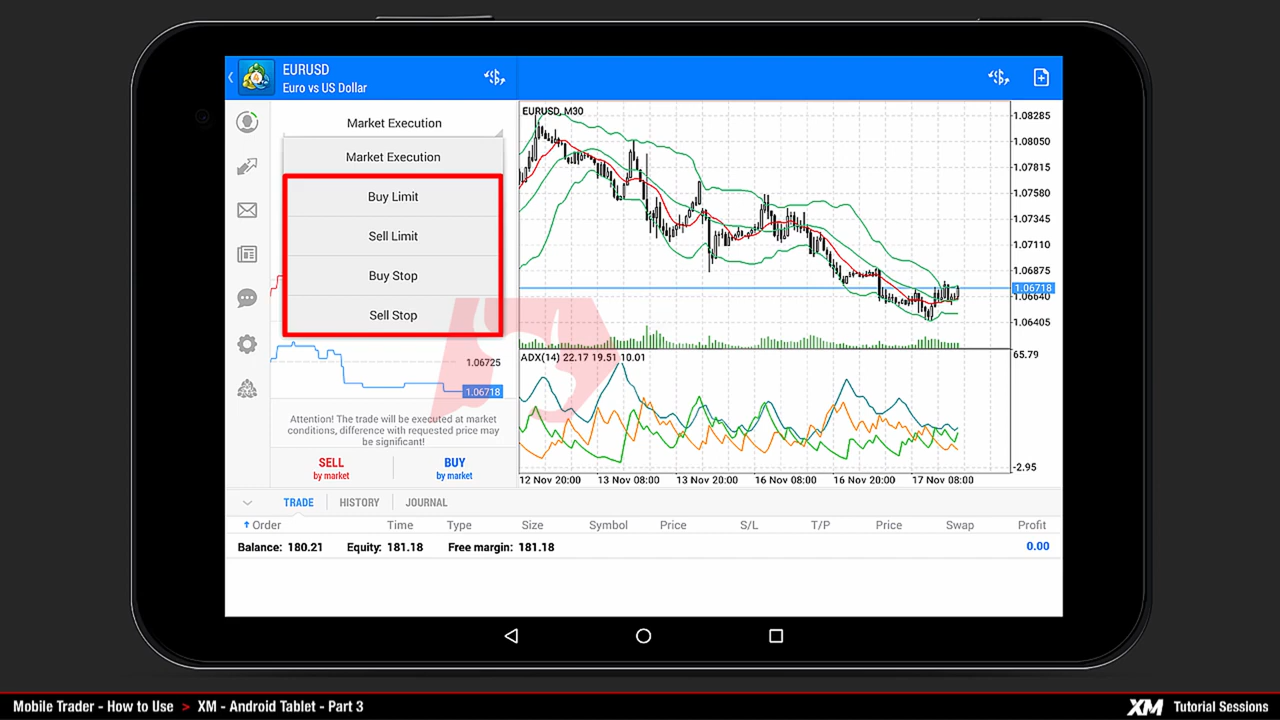 EURUSD
Euro vs US Dollar
Market Execution
Market Execution
Buy Limit
Sell Limit
Buy Stop
Sell Stop
1.06725
1.06718
Attention! The trade will be executed at market
conditions, difference with requested price may
be significant!
SELL
by market
BUY
by market
EURUSD, M30
1.08285
1.08050
1.07815
1.07580
1.07345
1.07110
1.06875
1.06718
1.06640
1.06405
ADX(14) 22.17 19.51 10.01
65.79
-2.95
12 Nov 20:00 13 Nov 08:00 13 Nov 20:00 16 Nov 08:00 16 Nov 20:00 17 Nov 08:00
TRADE HISTORY JOURNAL
Order Time Type Size Symbol Price S/L T/P Price Swap Profit
Balance: 180.21 Equity: 181.18 Free margin: 181.18 0.00
Mobile Trader - How to Use > XM - Android Tablet - Part 3
XM Tutorial Sessions